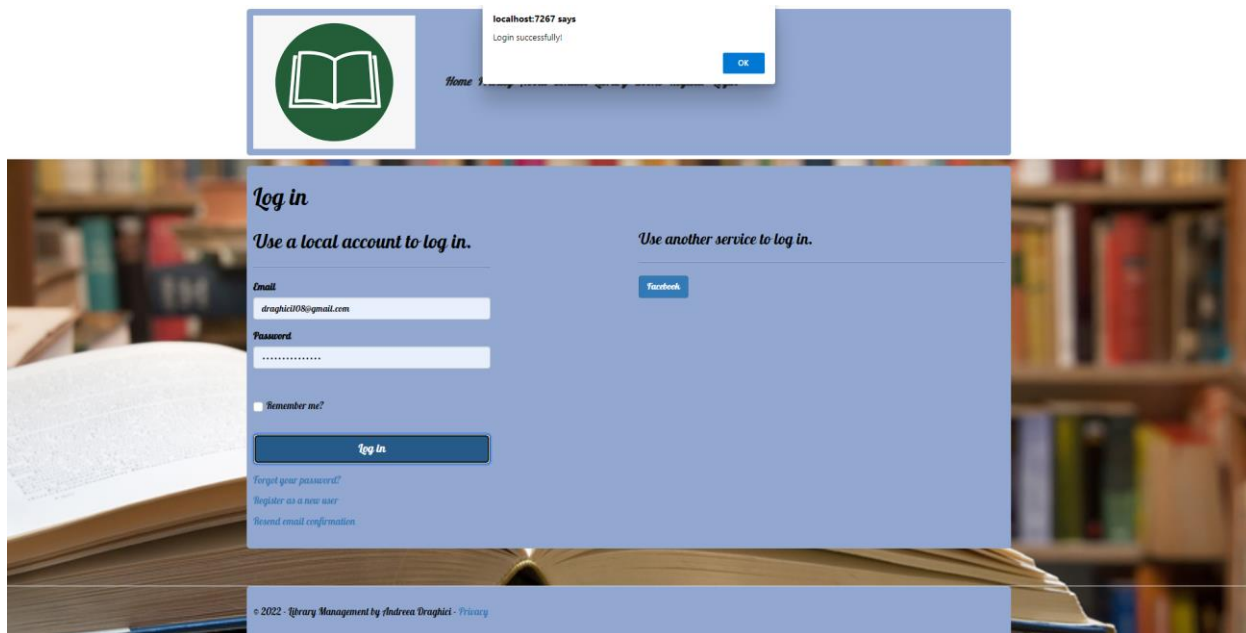 localhost:7267 says
Login successfully!
OK
Home
Log in
Use a local account to log in.
Use another service to log in.
Email
Facebook
draghici108@gmail.com
Password
...............
Remember me?
Log in
Forgot your password?
Register as a new user
Resend email confirmation
© 2022 - Library Management by Andreea Draghici - Privacy